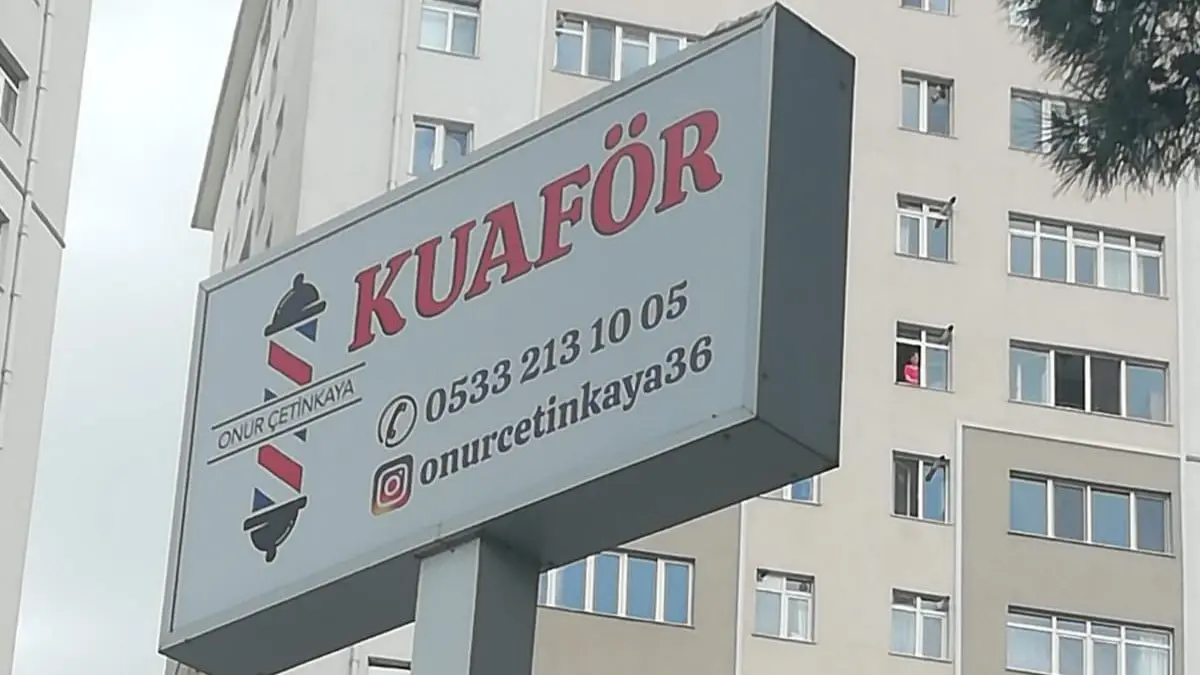 KUAFÖR
ONUR ÇETİNKAYA
0533 213 10 05
onurcetinkaya36